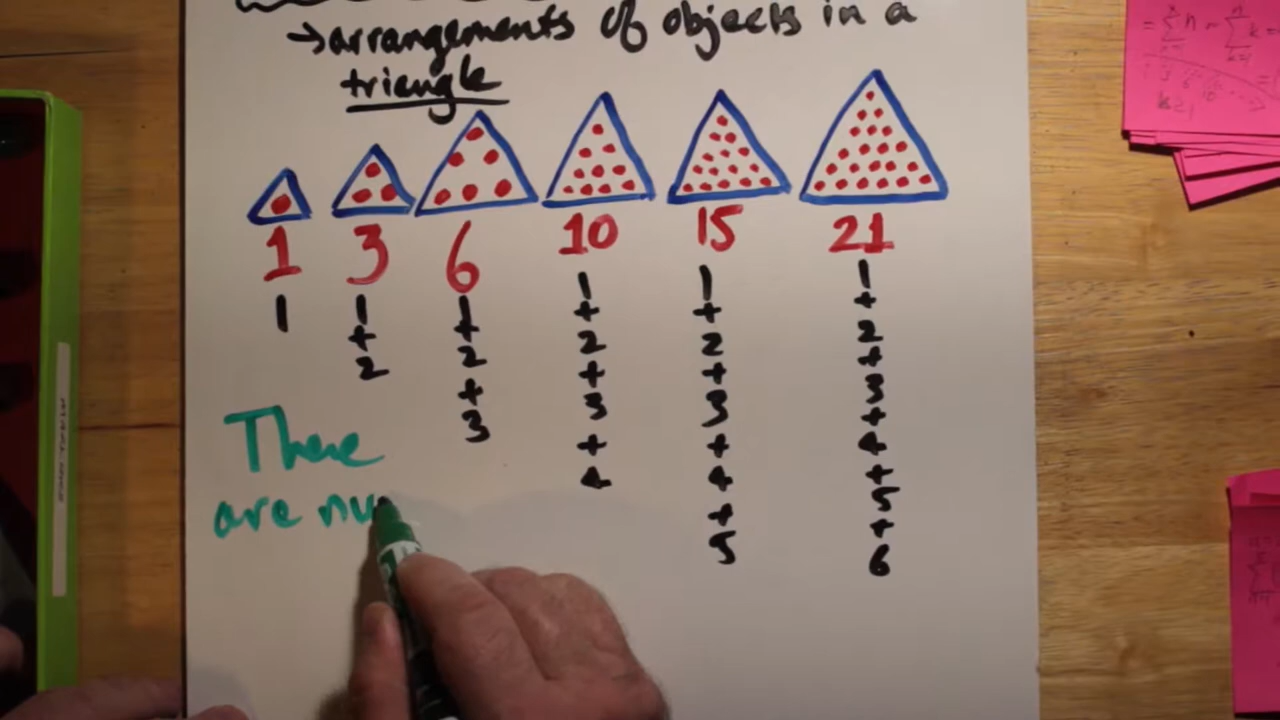 →arrangements of objects in a
triangle
1 3 6 10 15 21
1 1 1 1 1 1
+ + + + +
2 2 2 2 2
+ + + +
3 3 3 3
+ + +
4 4 4
+ +
5 5
+
6
There
are nu